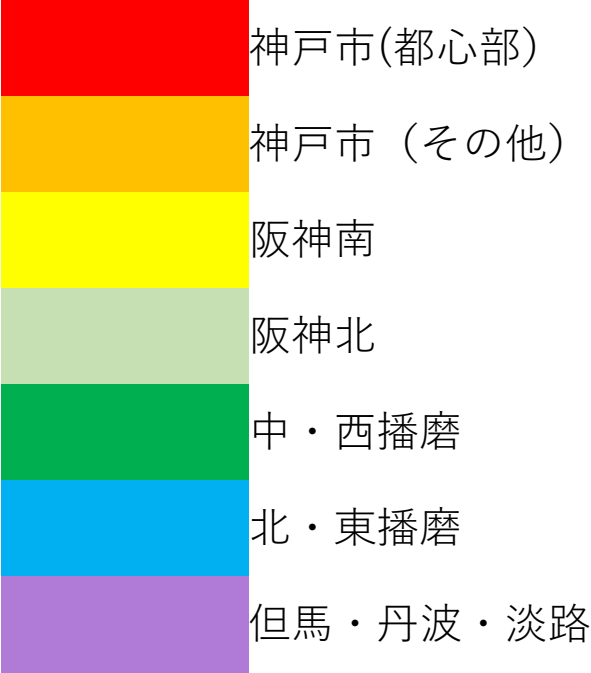 神戸市(都心部）
神戸市（その他）
阪神南
阪神北
中・西播磨
北・東播磨
但馬・丹波・淡路